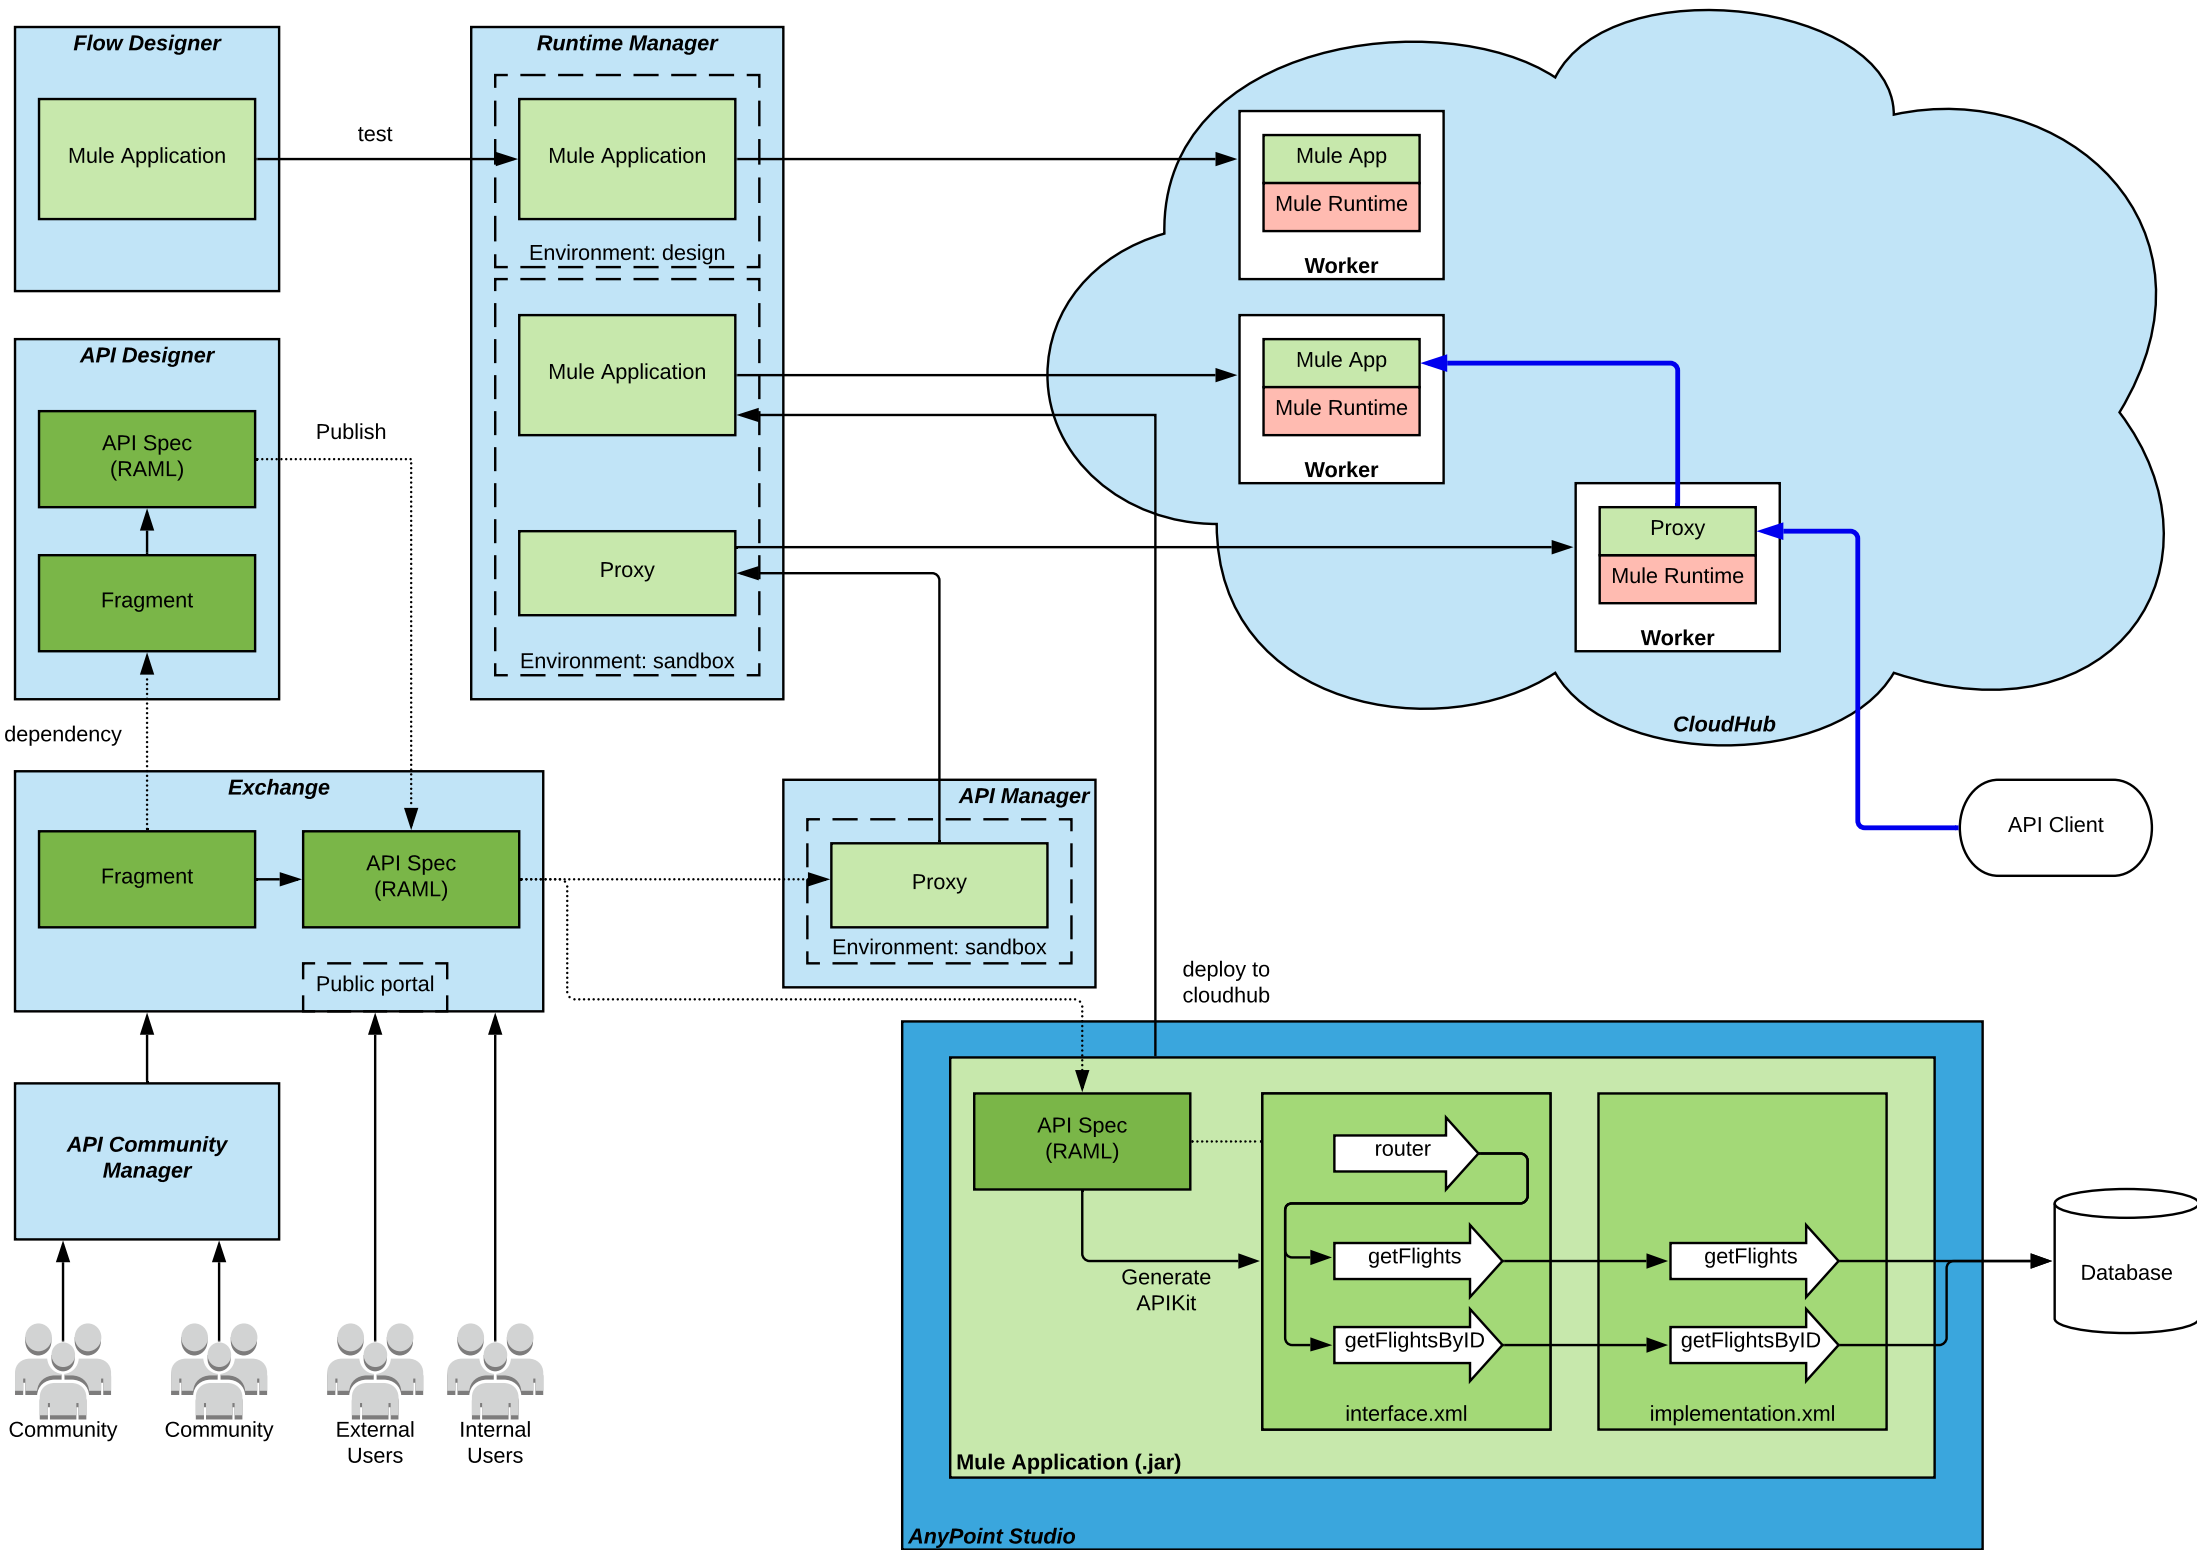 Flow Designer
Mule Application
test
Runtime Manager
Mule Application
Environment: design
Mule Application
Proxy
Environment: sandbox
Mule App
Mule Runtime
Worker
Mule App
Mule Runtime
Worker
Proxy
Mule Runtime
Worker
CloudHub
API Designer
API Spec
(RAML)
Fragment
Publish
dependency
Exchange
Fragment
API Spec
(RAML)
Public portal
API Manager
Proxy
Environment: sandbox
API Client
deploy to
cloudhub
API Community
Manager
Community
Community
External
Users
Internal
Users
API Spec
(RAML)
Generate
APIKit
router
getFlights
getFlightsByID
interface.xml
getFlights
getFlightsByID
implementation.xml
Mule Application (.jar)
AnyPoint Studio
Database